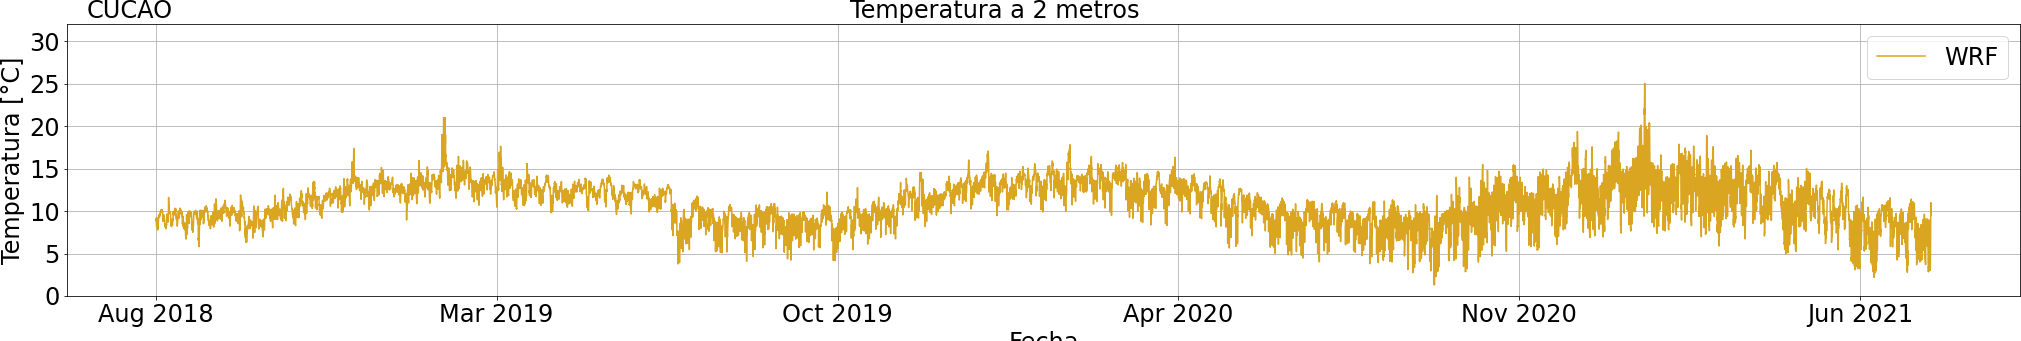 CUCAO
Temperatura a 2 metros
Temperatura [°C]
30
25
20
15
10
5
0
WRF
Aug 2018
Mar 2019
Oct 2019
Apr 2020
Nov 2020
Jun 2021
Fecha